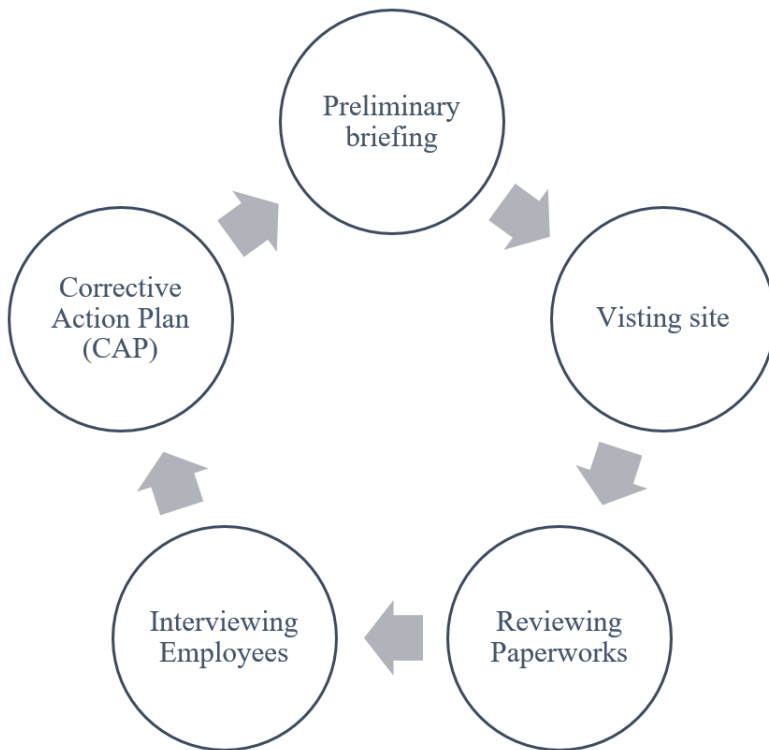 Preliminary
briefing
Visting site
Reviewing
Paperworks
Interviewing
Employees
Corrective
Action Plan
(CAP)